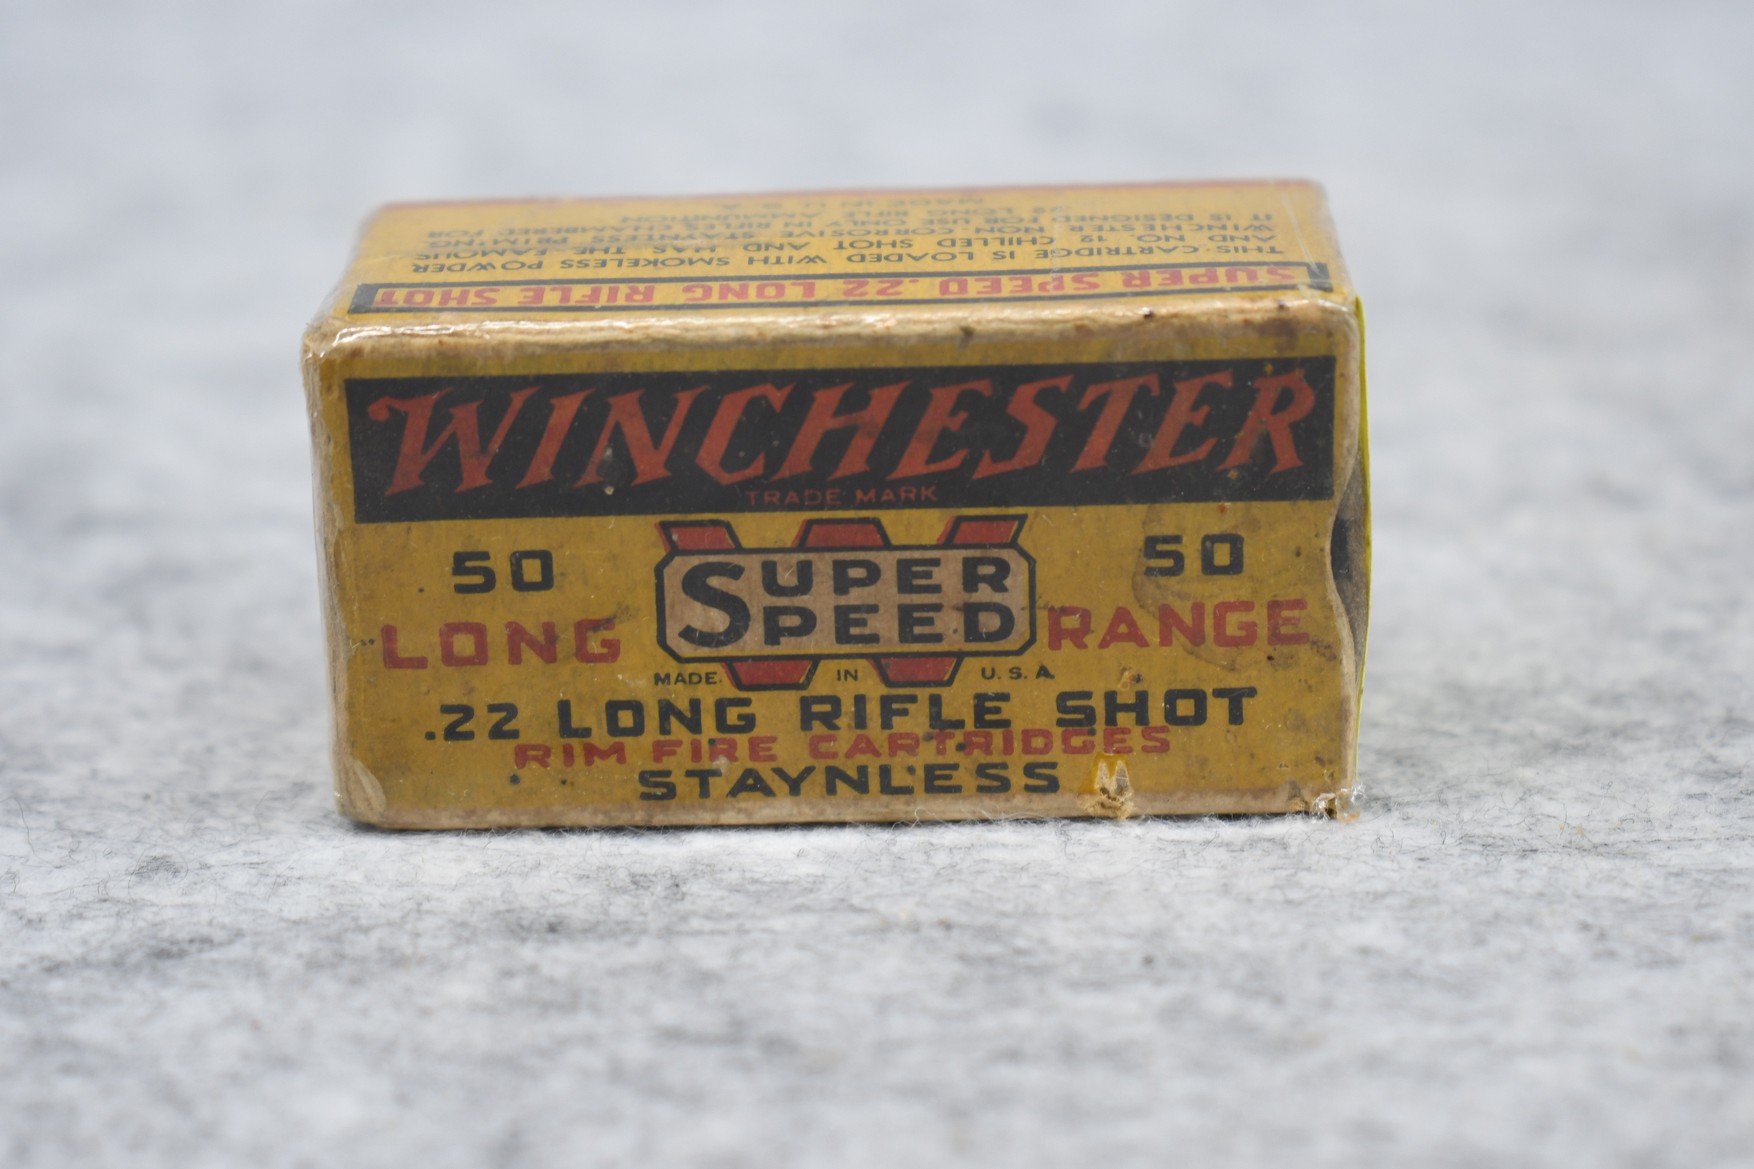 MADE IN U.S.A.
.22 LONG RIFLE AMMUNITION
IT IS DESIGNED FOR USE ONLY IN RIFLES CHAMBERED FOR
WINCHESTER NON CORROSIVE STAYNLESS PRIMING.
AND NO. 12 CHILLED SHOT AND HAS THE FAMOUS
THIS CARTRIDGE IS LOADED WITH SMOKELESS POWDER
SUPER SPEED .22 LONG RIFLE SHOT
WINCHESTER
TRADE MARK
50 SUPER SPEED 50
LONG RANGE
MADE IN U.S.A.
.22 LONG RIFLE SHOT
RIM FIRE CARTRIDGES
STAYNLESS